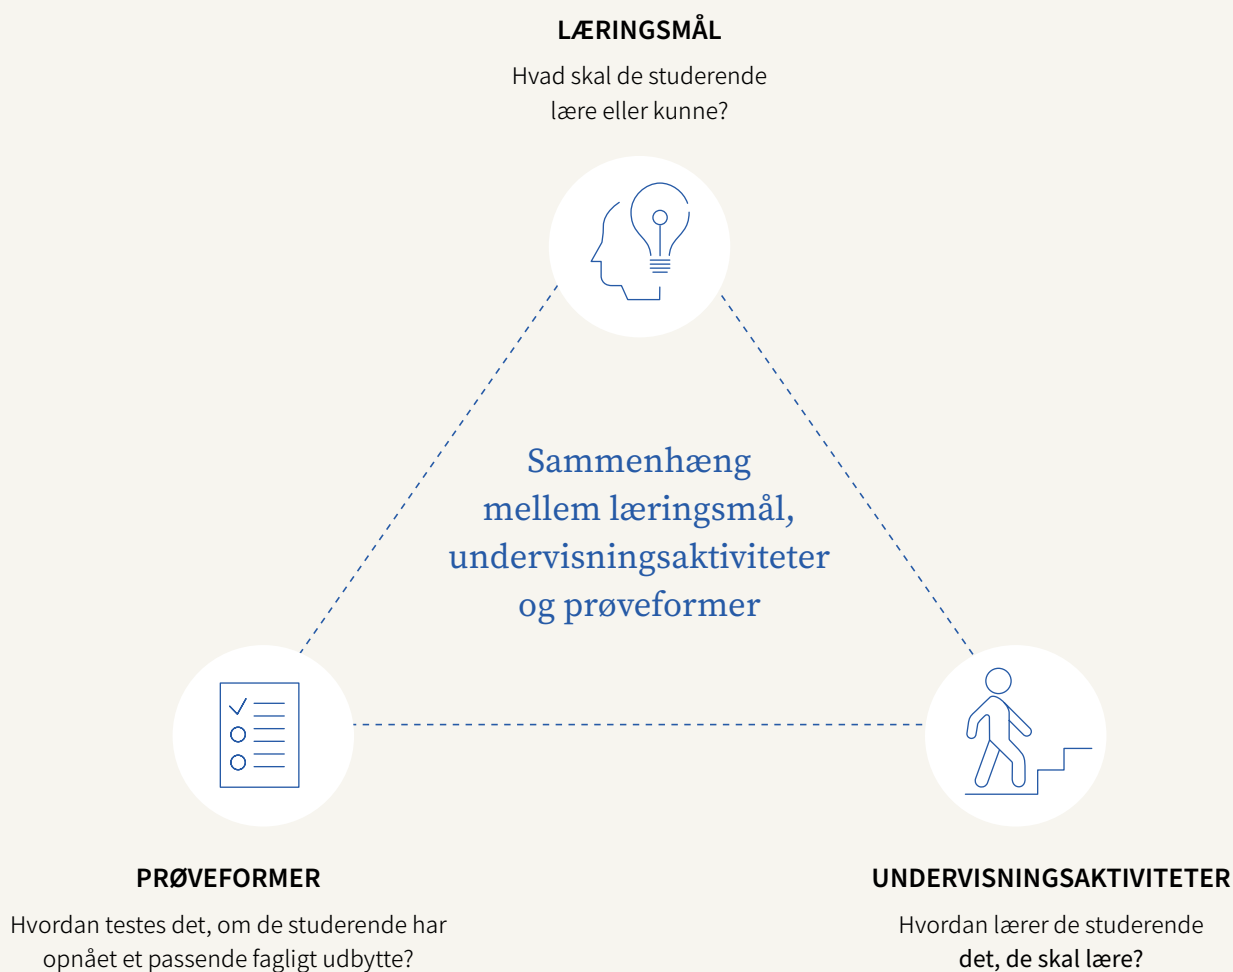 LÆRINGSMÅL
Hvad skal de studerende
lære eller kunne?
Sammenhæng
mellem læringsmål,
undervisningsaktiviteter
og prøveformer
PRØVEFORMER
Hvordan testes det, om de studerende har
opnået et passende fagligt udbytte?
UNDERVISNINGSAKTIVITETER
Hvordan lærer de studerende
det, de skal lære?